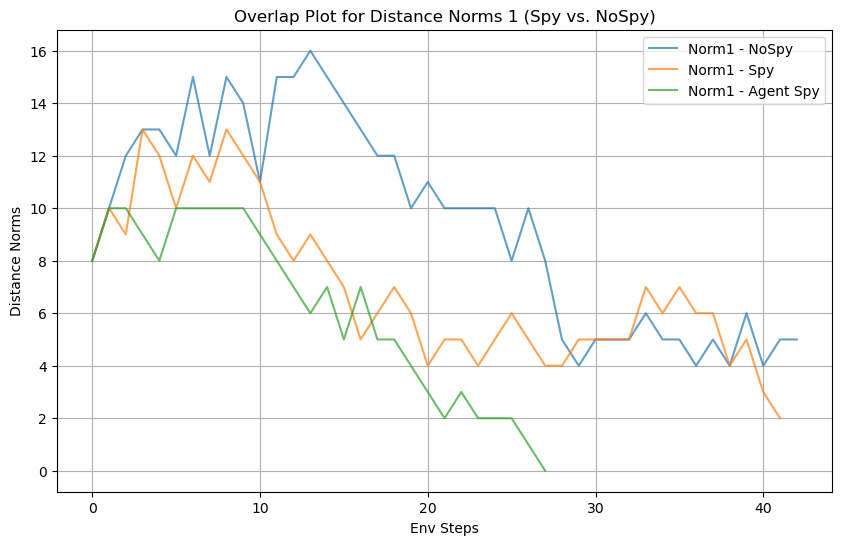 Overlap Plot for Distance Norms 1 (Spy vs. NoSpy)
Norm1 - NoSpy
Norm1 - Spy
Norm1 - Agent Spy
Distance Norms
16
14
12
10
8
6
4
2
0
0 10 20 30 40
Env Steps